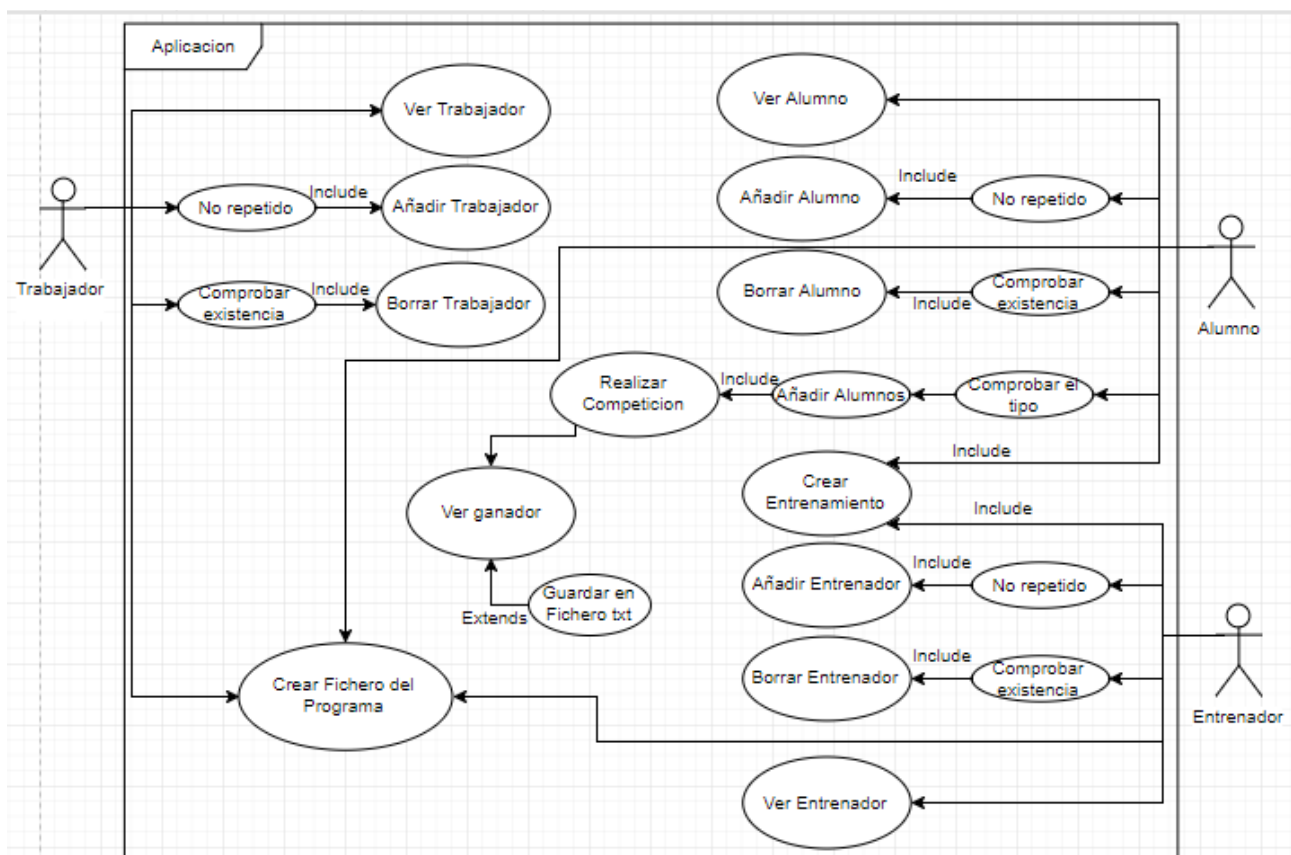 Aplicacion
Ver Trabajador
Ver Alumno
No repetido
Include
Añadir Trabajador
Añadir Alumno
Include
No repetido
Trabajador
Comprobar
existencia
Include
Borrar Trabajador
Borrar Alumno
Include
Comprobar
existencia
Alumno
Realizar
Competicion
Include
Añadir Alumnos
Comprobar el
tipo
Include
Crear
Entrenamiento
Include
Ver ganador
Guardar en
Fichero txt
Extends
Añadir Entrenador
Include
No repetido
Crear Fichero del
Programa
Borrar Entrenador
Include
Comprobar
existencia
Entrenador
Ver Entrenador